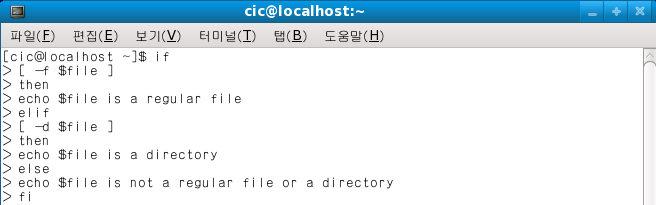 cic@localhost:~
파일(F) 편집(E) 보기(V) 터미널(T) 탭(B) 도움말(H)
[cic@localhost ~]$ if
> [ -f $file ]
> then
> echo $file is a regular file
> elif
> [ -d $file ]
> then
> echo $file is a directory
> else
> echo $file is not a regular file or a directory
> fi